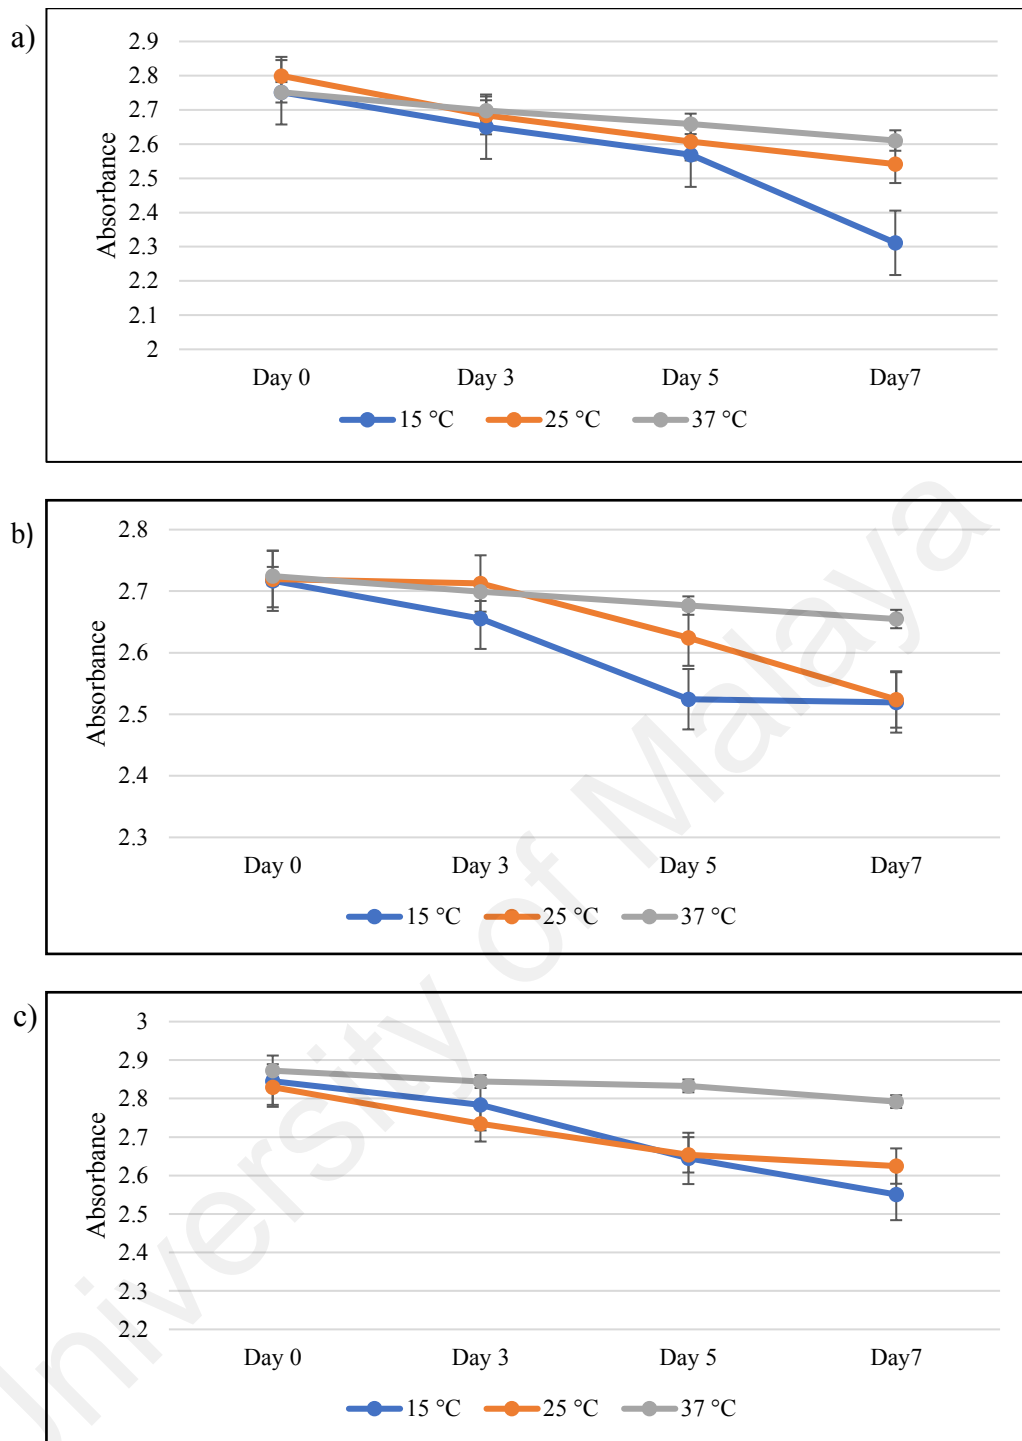 a)
Absorbance
2.9
2.8
2.7
2.6
2.5
2.4
2.3
2.2
2.1
2
Day 0 Day 3 Day 5 Day7
15 °C 25 °C 37 °C
b)
Absorbance
2.8
2.7
2.6
2.5
2.4
2.3
Day 0 Day 3 Day 5 Day7
15 °C 25 °C 37 °C
c)
Absorbance
3
2.9
2.8
2.7
2.6
2.5
2.4
2.3
2.2
Day 0 Day 3 Day 5 Day7
15 °C 25 °C 37 °C
University of Malaya